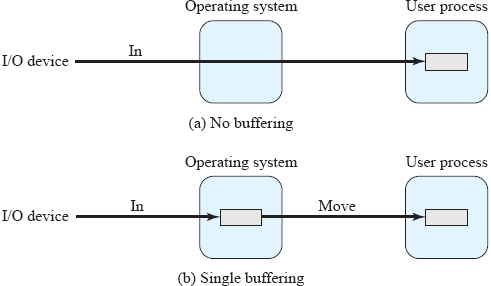 Operating system
User process
In
I/O device
(a) No buffering
Operating system
User process
In
Move
I/O device
(b) Single buffering